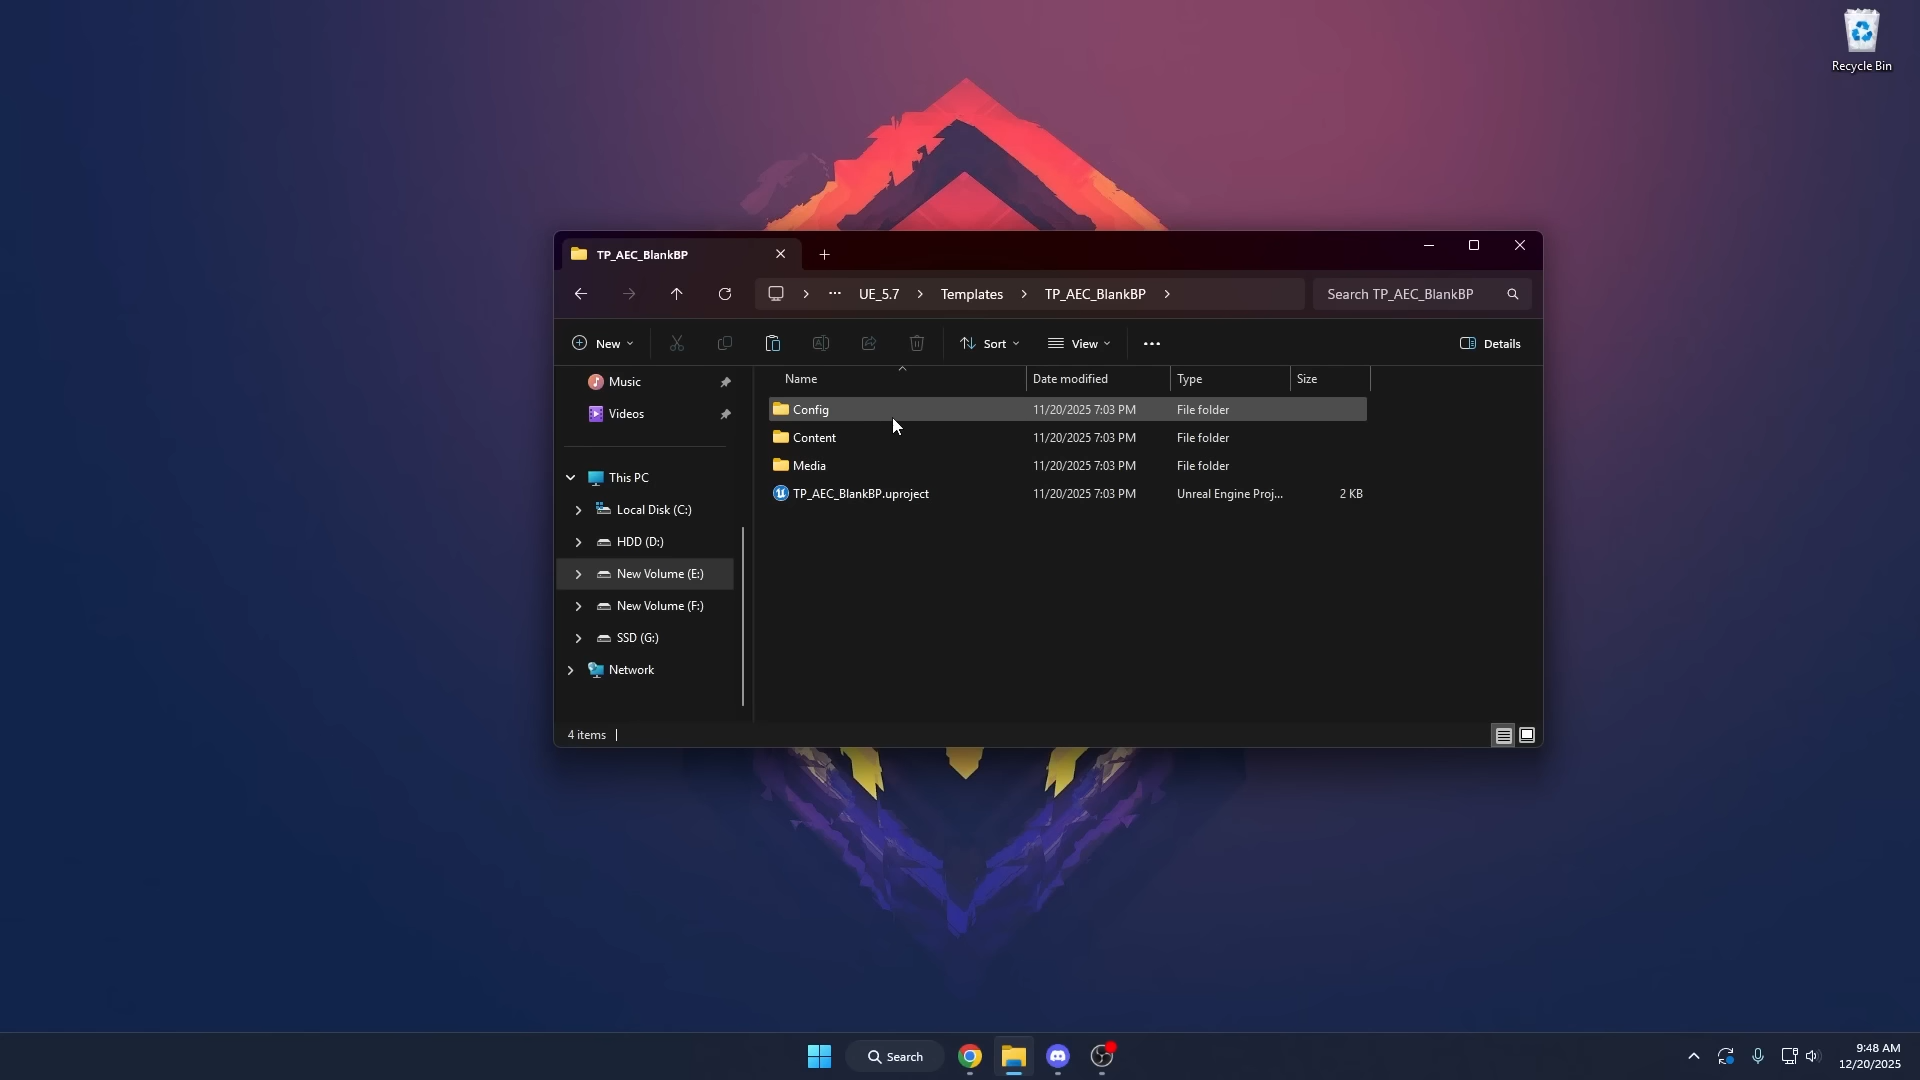 Recycle Bin
TP_AEC_BlankBP
UE_5.7 Templates TP_AEC_BlankBP
Search TP_AEC_BlankBP
New Sort View Details
Music
Videos
This PC
Local Disk (C:)
HDD (D:)
New Volume (E:)
New Volume (F:)
SSD (G:)
Network
Name Date modified Type Size
Config 11/20/2025 7:03 PM File folder
Content 11/20/2025 7:03 PM File folder
Media 11/20/2025 7:03 PM File folder
TP_AEC_BlankBP.uproject 11/20/2025 7:03 PM Unreal Engine Proj... 2 KB
4 items
Search
9:48 AM
12/20/2025